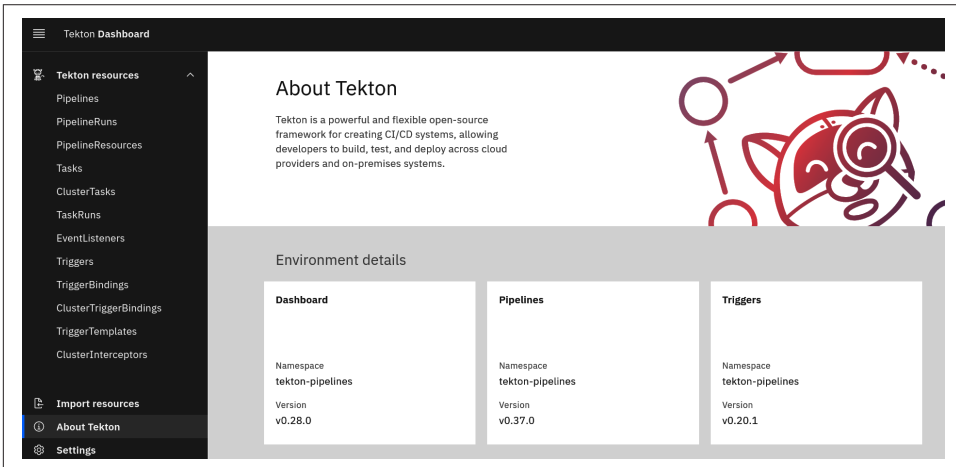 Tekton Dashboard
Tekton resources
Pipelines
PipelineRuns
PipelineResources
Tasks
ClusterTasks
TaskRuns
EventListeners
Triggers
TriggerBindings
ClusterTriggerBindings
TriggerTemplates
ClusterInterceptors
Import resources
About Tekton
Settings
About Tekton
Tekton is a powerful and flexible open-source
framework for creating CI/CD systems, allowing
developers to build, test, and deploy across cloud
providers and on-premises systems.
Environment details
Dashboard
Namespace
tekton-pipelines
Version
v0.28.0
Pipelines
Namespace
tekton-pipelines
Version
v0.37.0
Triggers
Namespace
tekton-pipelines
Version
v0.20.1